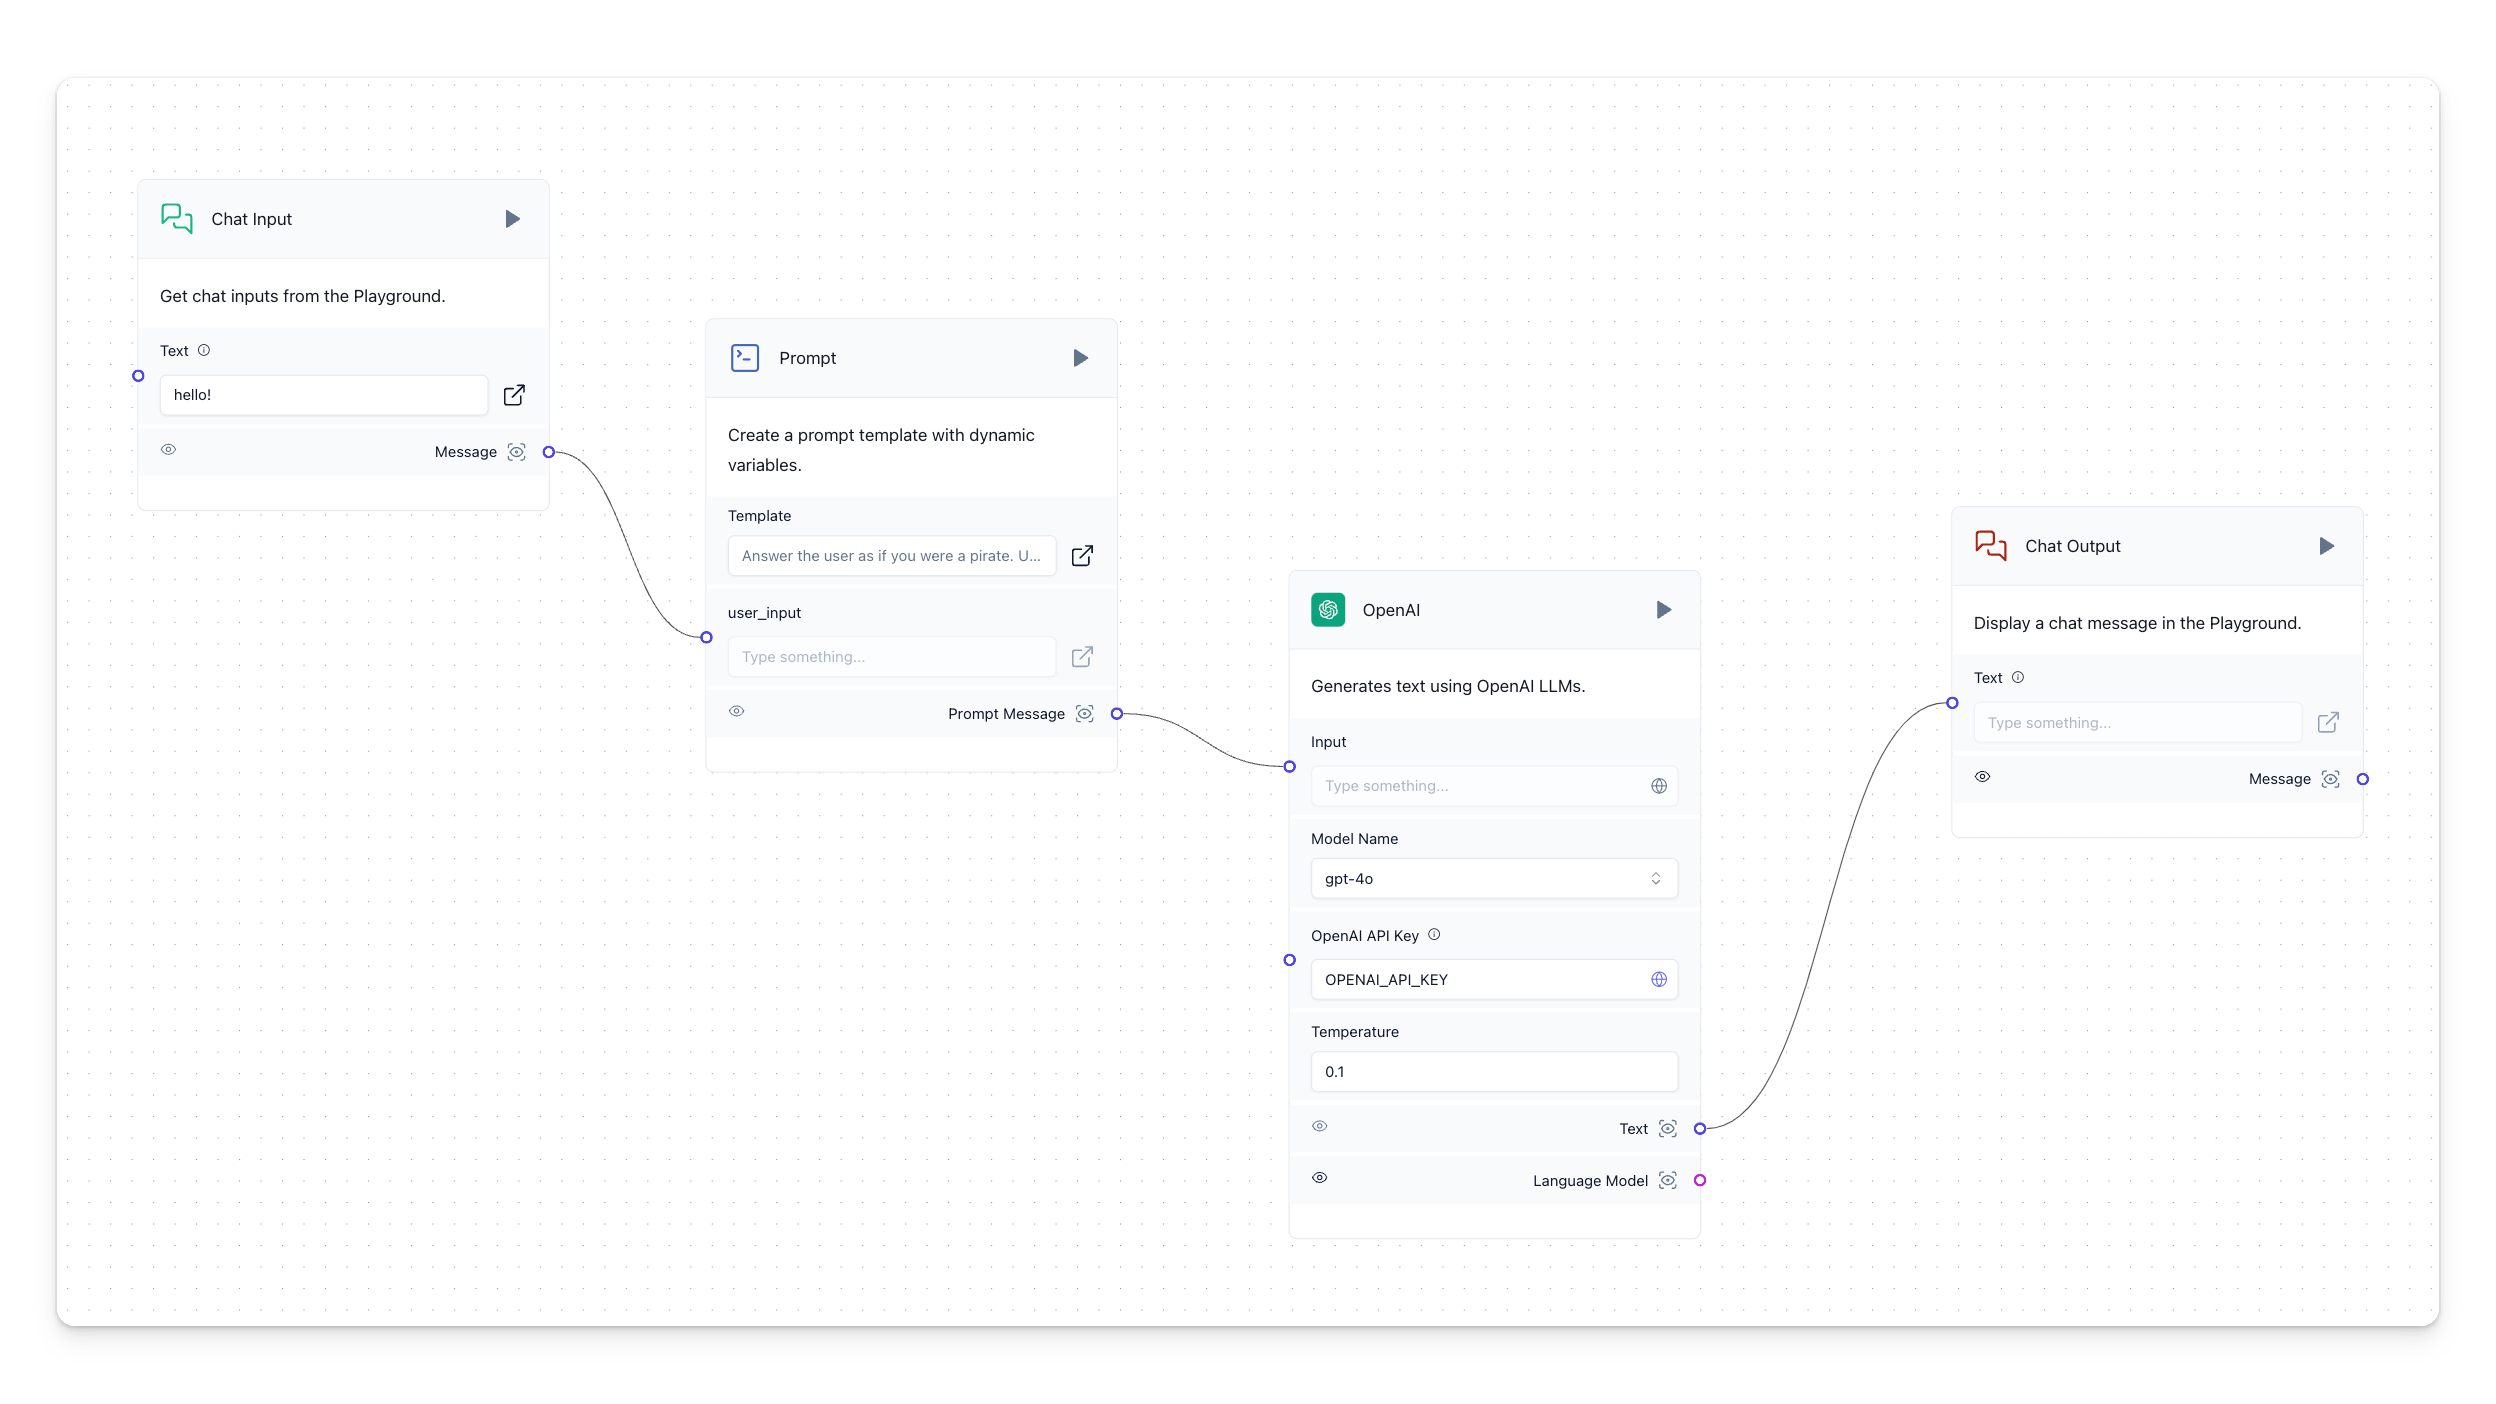 Chat Input
Get chat inputs from the Playground.
Text
hello!
Message
Prompt
Create a prompt template with dynamic
variables.
Template
Answer the user as if you were a pirate. U...
user_input
Type something...
Prompt Message
OpenAI
Generates text using OpenAI LLMs.
Input
Type something...
Model Name
gpt-4o
OpenAI API Key
OPENAI_API_KEY
Temperature
0.1
Text
Language Model
Chat Output
Display a chat message in the Playground.
Text
Type something...
Message